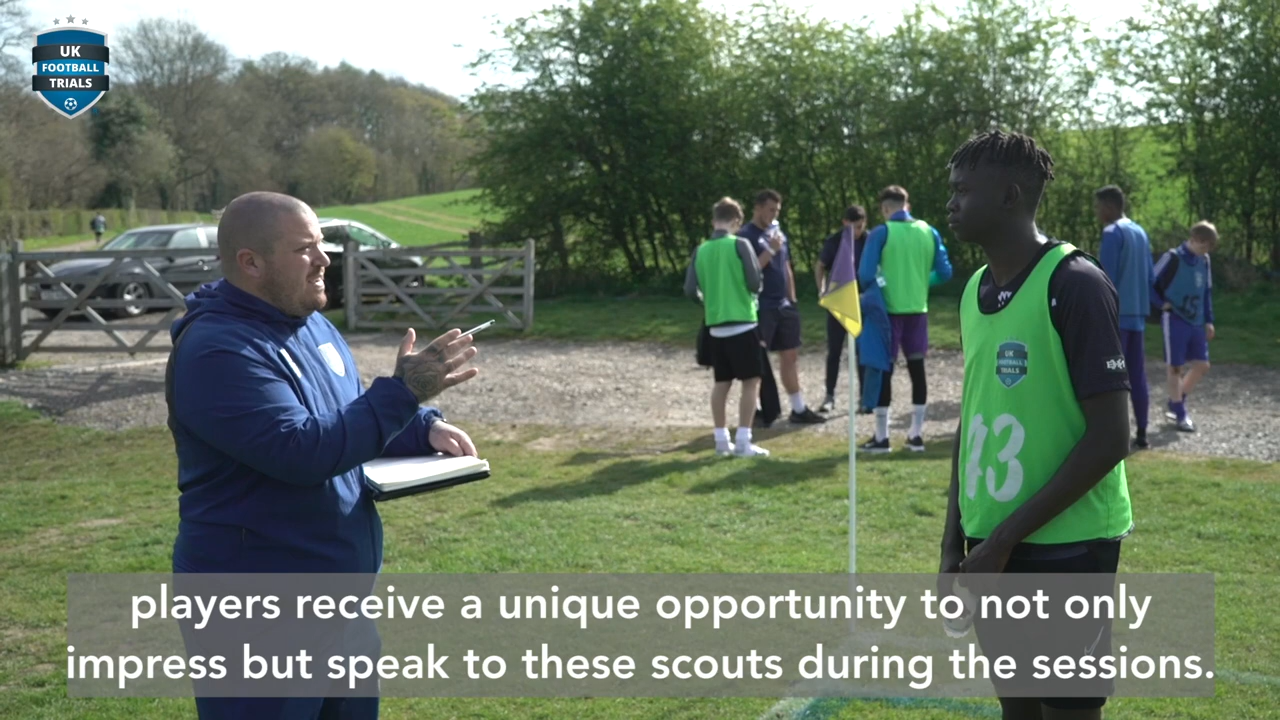 UK
FOOTBALL
TRIALS
UK
FOOTBALL
TRIALS
43
15
players receive a unique opportunity to not only
impress but speak to these scouts during the sessions.